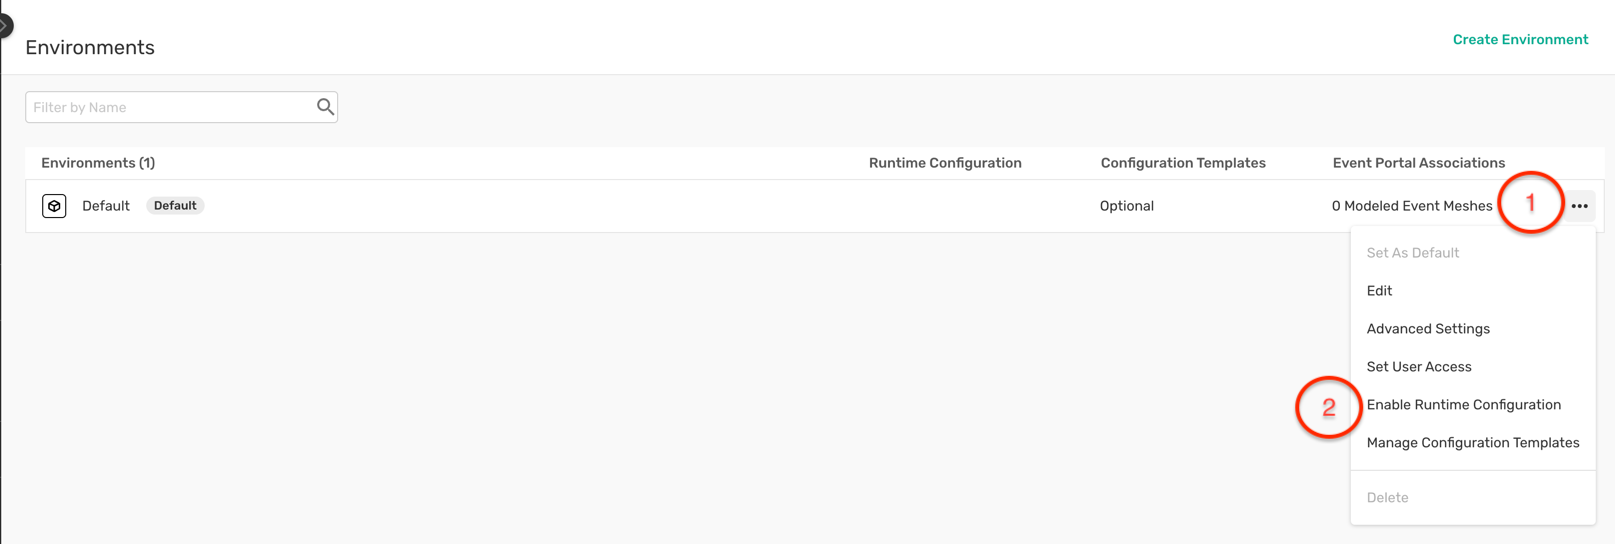 Environments
Create Environment
Filter by Name
Environments (1) Runtime Configuration Configuration Templates Event Portal Associations
Default Default Optional 0 Modeled Event Meshes 1
Set As Default
Edit
Advanced Settings
Set User Access
2 Enable Runtime Configuration
Manage Configuration Templates
Delete